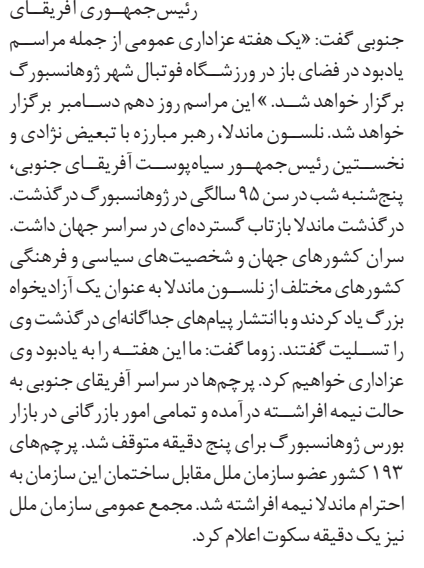 رئیس‌جمهوری آفریقای
جنوبی گفت: «یک هفته عزاداری عمومی از جمله مراسم
یادبود در فضای باز در ورزشگاه فوتبال شهر ژوهانسبورگ
برگزار خواهد شد.» این مراسم روز دهم دسامبر برگزار
خواهد شد. نلسون ماندلا، رهبر مبارزه با تبعیض نژادی و
نخستین رئیس‌جمهور سیاه‌پوست آفریقای جنوبی،
پنج‌شنبه شب در سن ۹۵ سالگی در ژوهانسبورگ درگذشت.
درگذشت ماندلا بازتاب گسترده‌ای در سراسر جهان داشت.
سران کشورهای جهان و شخصیت‌های سیاسی و فرهنگی
کشورهای مختلف از نلسون ماندلا به عنوان یک آزادیخواه
بزرگ یاد کردند و با انتشار پیام‌های جداگانه‌ای درگذشت وی
را تسلیت گفتند. زوما گفت: ما این هفته را به یادبود وی
عزاداری خواهیم کرد. پرچم‌ها در سراسر آفریقای جنوبی به
حالت نیمه افراشته درآمده و تمامی امور بازرگانی در بازار
بورس ژوهانسبورگ برای پنج دقیقه متوقف شد. پرچم‌های
۱۹۳ کشور عضو سازمان ملل مقابل ساختمان این سازمان به
احترام ماندلا نیمه افراشته شد. مجمع عمومی سازمان ملل
نیز یک دقیقه سکوت اعلام کرد.